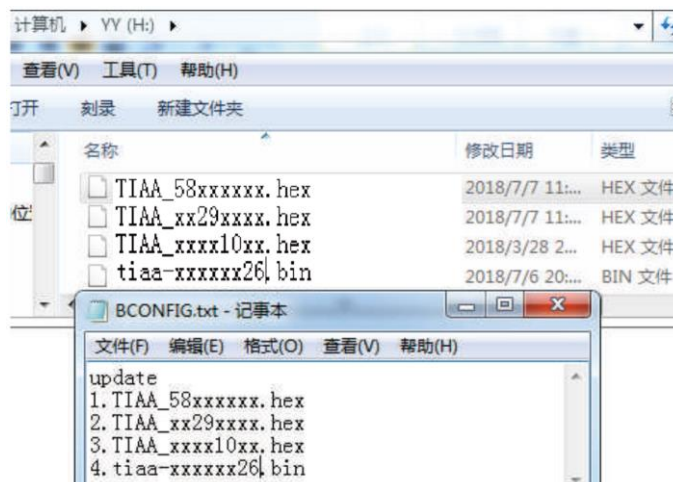 计算机 ▸ YY (H:) ▸
查看(V) 工具(T) 帮助(H)
打开 刻录 新建文件夹
名称 修改日期 类型
TIAA_58xxxxxx.hex 2018/7/7 11:... HEX 文件
TIAA_xx29xxxx.hex 2018/7/7 11:... HEX 文件
TIAA_xxxx10xx.hex 2018/3/28 2... HEX 文件
tiaa-xxxxxx26.bin 2018/7/6 20:... BIN 文件
BCONFIG.txt - 记事本
文件(F) 编辑(E) 格式(O) 查看(V) 帮助(H)
update
1.TIAA_58xxxxxx.hex
2.TIAA_xx29xxxx.hex
3.TIAA_xxxx10xx.hex
4.tiaa-xxxxxx26.bin